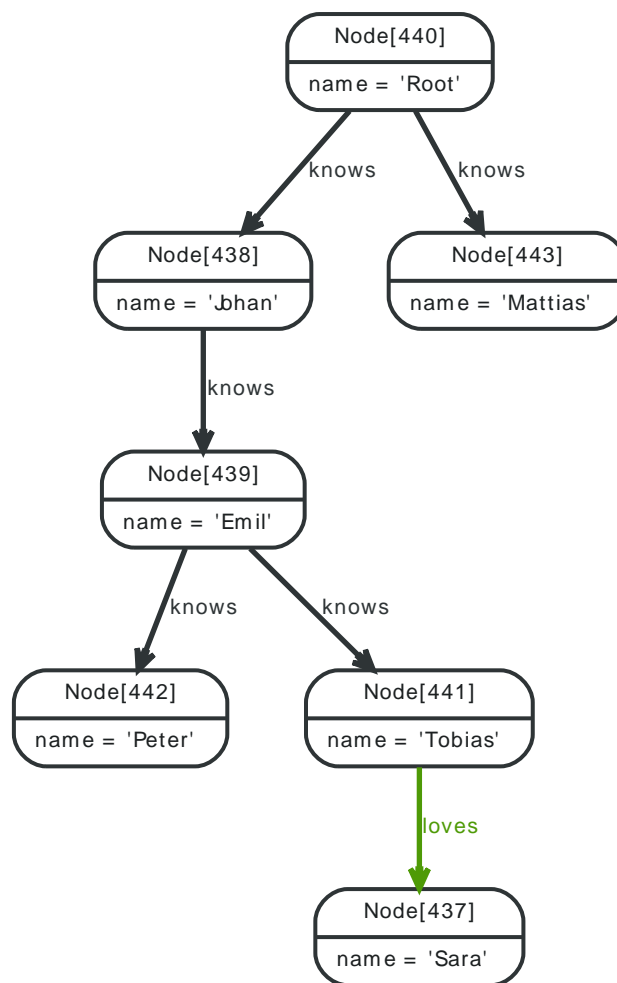 Node[440]
name = 'Root'
knows
knows
Node[438]
name = 'Johan'
Node[443]
name = 'Mattias'
knows
Node[439]
name = 'Emil'
knows
knows
Node[442]
name = 'Peter'
Node[441]
name = 'Tobias'
loves
Node[437]
name = 'Sara'